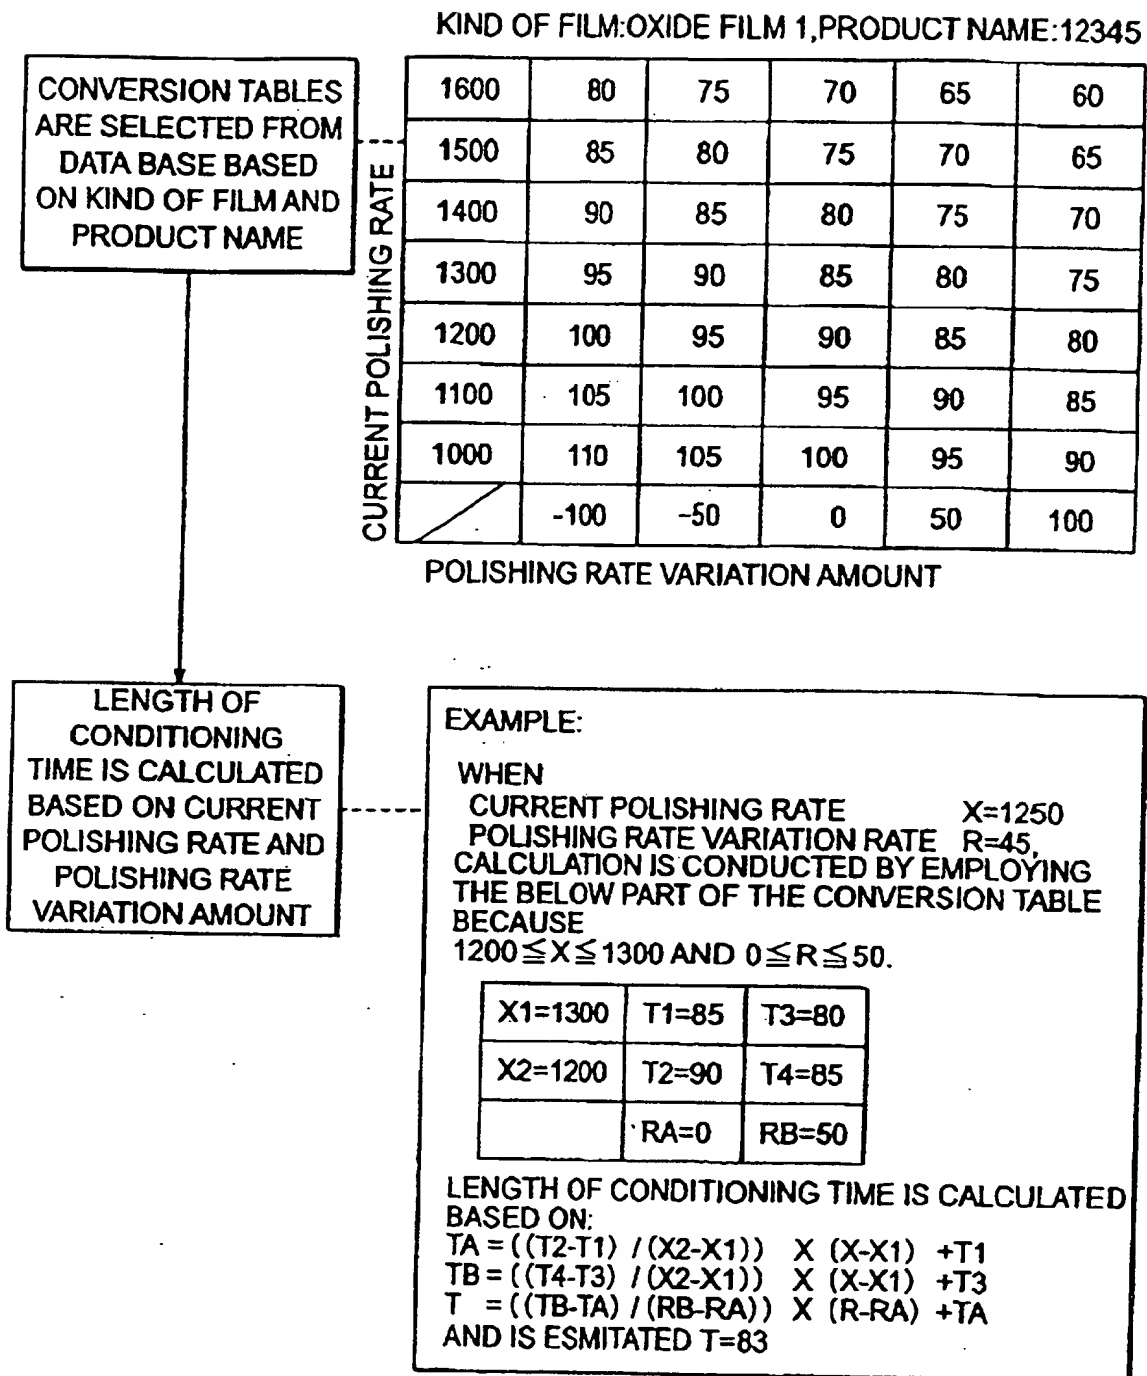 KIND OF FILM:OXIDE FILM 1,PRODUCT NAME:12345
CONVERSION TABLES
ARE SELECTED FROM
DATA BASE BASED
ON KIND OF FILM AND
PRODUCT NAME
CURRENT POLISHING RATE
1600 80 75 70 65 60
1500 85 80 75 70 65
1400 90 85 80 75 70
1300 95 90 85 80 75
1200 100 95 90 85 80
1100 105 100 95 90 85
1000 110 105 100 95 90
-100 -50 0 50 100
POLISHING RATE VARIATION AMOUNT
LENGTH OF
CONDITIONING
TIME IS CALCULATED
BASED ON CURRENT
POLISHING RATE AND
POLISHING RATE
VARIATION AMOUNT
EXAMPLE:
WHEN
CURRENT POLISHING RATE X=1250
POLISHING RATE VARIATION RATE R=45,
CALCULATION IS CONDUCTED BY EMPLOYING
THE BELOW PART OF THE CONVERSION TABLE
BECAUSE
1200≦X≦1300 AND 0≦R≦50.
X1=1300 T1=85 T3=80
X2=1200 T2=90 T4=85
RA=0 RB=50
LENGTH OF CONDITIONING TIME IS CALCULATED
BASED ON:
TA = ((T2-T1) / (X2-X1)) X (X-X1) +T1
TB = ((T4-T3) / (X2-X1)) X (X-X1) +T3
T = ((TB-TA) / (RB-RA)) X (R-RA) +TA
AND IS ESMITATED T=83